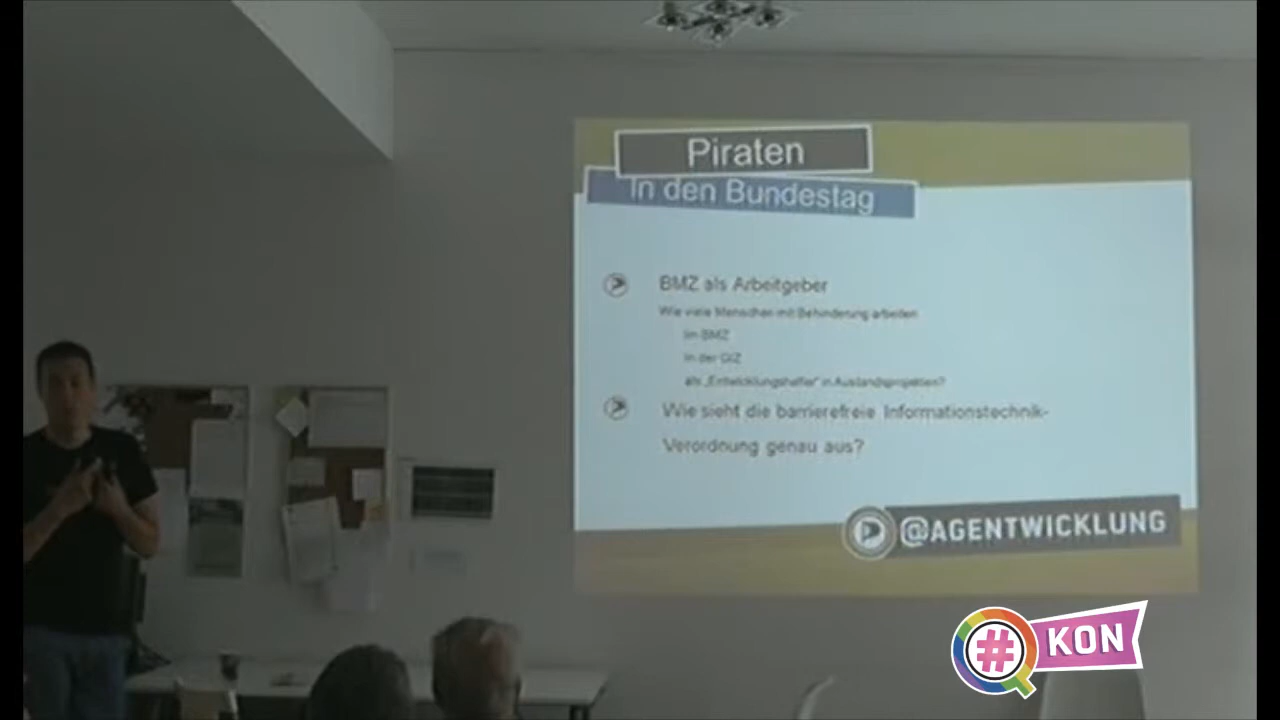 Piraten
In den Bundestag
BMZ als Arbeitgeber
Wie viele Menschen mit Behinderung arbeiten
im BMZ
in der GIZ
als „Entwicklungshelfer“ in Auslandsprojekten?
Wie sieht die barrierefreie Informationstechnik-
Verordnung genau aus?
@AGENTWICKLUNG
# KON